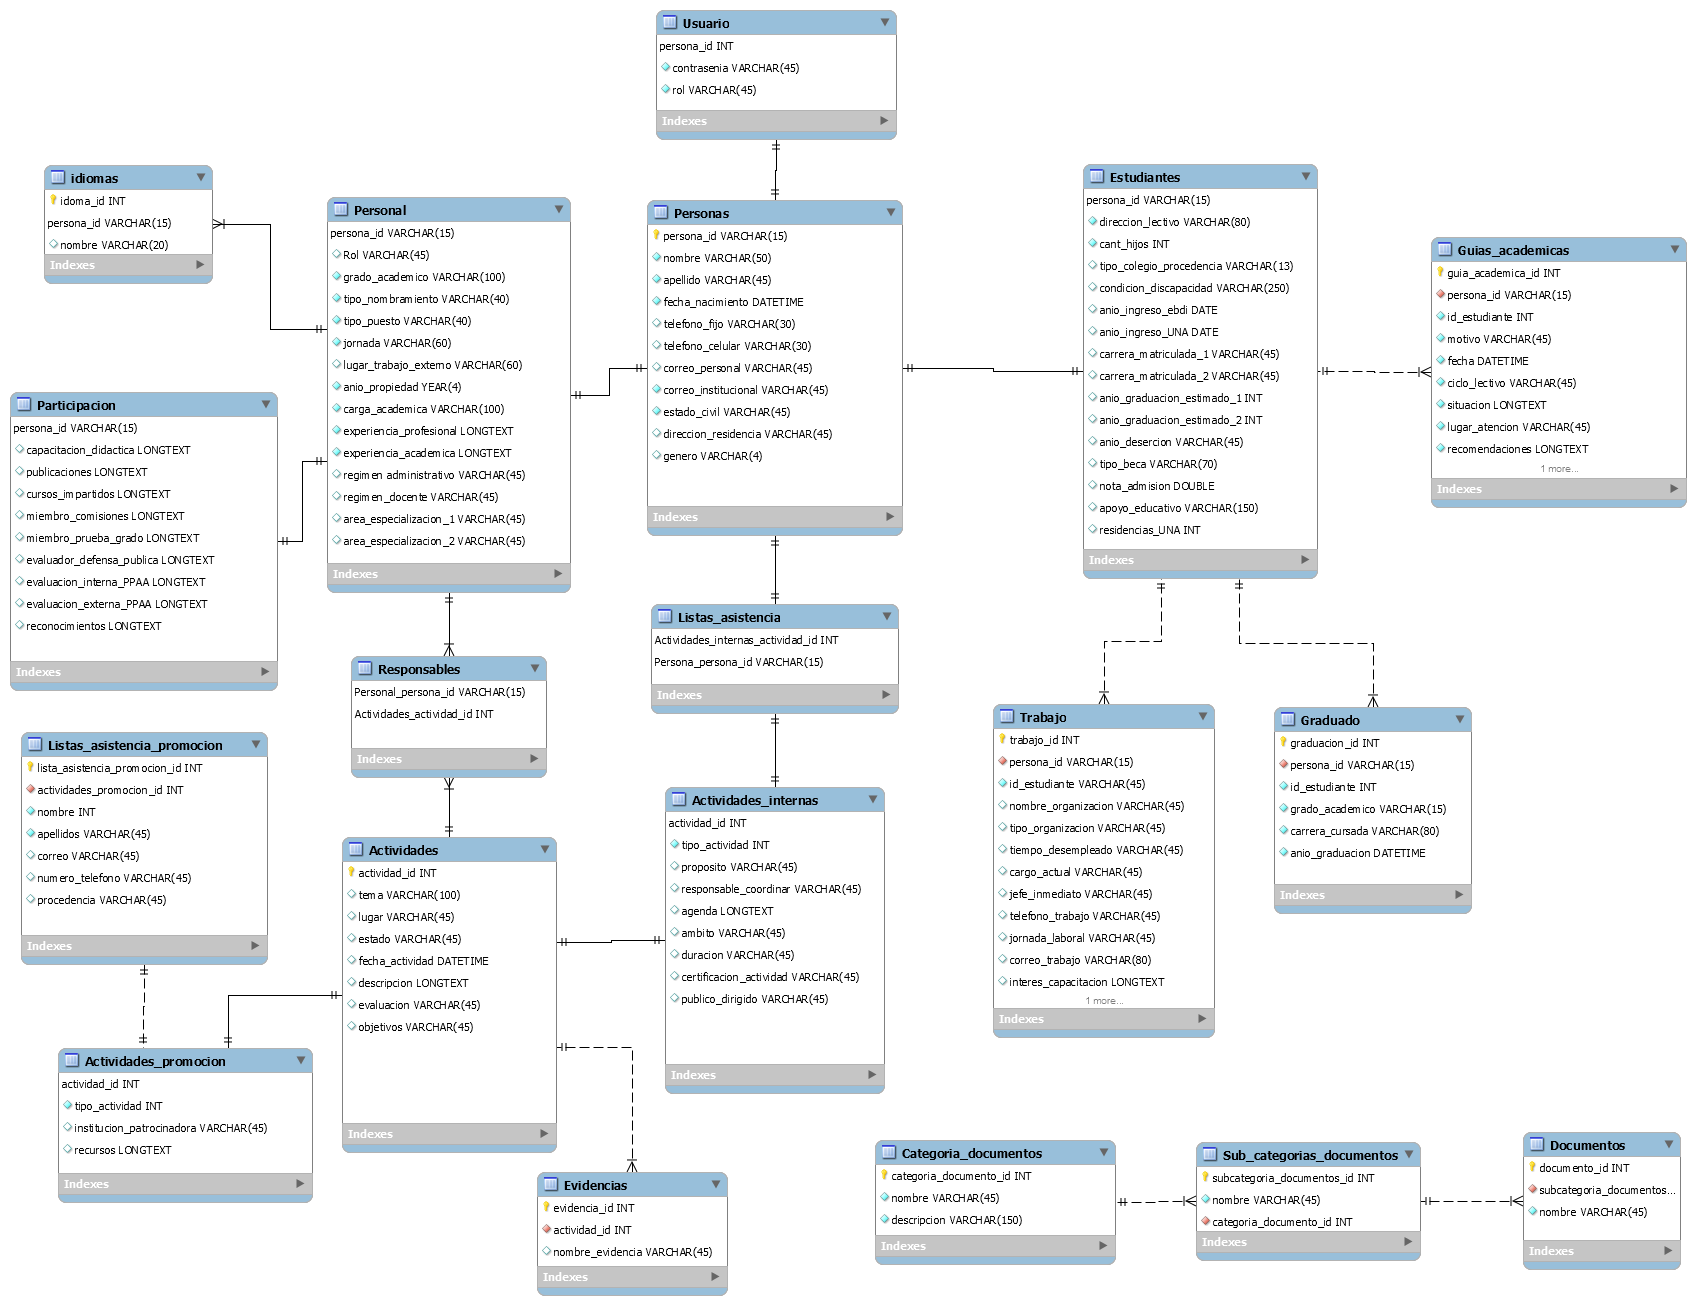 Usuario
persona_id INT
contrasenia VARCHAR(45)
rol VARCHAR(45)
Indexes
idiomas
idoma_id INT
persona_id VARCHAR(15)
nombre VARCHAR(20)
Indexes
Personal
persona_id VARCHAR(15)
Rol VARCHAR(45)
grado_academico VARCHAR(100)
tipo_nombramiento VARCHAR(40)
tipo_puesto VARCHAR(40)
jornada VARCHAR(60)
lugar_trabajo_externo VARCHAR(60)
anio_propiedad YEAR(4)
carga_academica VARCHAR(100)
experiencia_profesional LONGTEXT
experiencia_academica LONGTEXT
regimen administrativo VARCHAR(45)
regimen_docente VARCHAR(45)
area_especializacion_1 VARCHAR(45)
area_especializacion_2 VARCHAR(45)
Indexes
Personas
persona_id VARCHAR(15)
nombre VARCHAR(50)
apellido VARCHAR(45)
fecha_nacimiento DATETIME
telefono_fijo VARCHAR(30)
telefono_celular VARCHAR(30)
correo_personal VARCHAR(45)
correo_institucional VARCHAR(45)
estado_civil VARCHAR(45)
direccion_residencia VARCHAR(45)
genero VARCHAR(4)
Indexes
Estudiantes
persona_id VARCHAR(15)
direccion_lectivo VARCHAR(80)
cant_hijos INT
tipo_colegio_procedencia VARCHAR(13)
condicion_discapacidad VARCHAR(250)
anio_ingreso_ebdi DATE
anio_ingreso_UNA DATE
carrera_matriculada_1 VARCHAR(45)
carrera_matriculada_2 VARCHAR(45)
anio_graduacion_estimado_1 INT
anio_graduacion_estimado_2 INT
anio_desercion VARCHAR(45)
tipo_beca VARCHAR(70)
nota_admision DOUBLE
apoyo_educativo VARCHAR(150)
residencias_UNA INT
Indexes
Guias_academicas
guia_academica_id INT
persona_id VARCHAR(15)
id_estudiante INT
motivo VARCHAR(45)
fecha DATETIME
ciclo_lectivo VARCHAR(45)
situacion LONGTEXT
lugar_atencion VARCHAR(45)
recomendaciones LONGTEXT
1 more...
Indexes
Participacion
persona_id VARCHAR(15)
capacitacion_didactica LONGTEXT
publicaciones LONGTEXT
cursos_impartidos LONGTEXT
miembro_comisiones LONGTEXT
miembro_prueba_grado LONGTEXT
evaluador_defensa_publica LONGTEXT
evaluacion_interna_PPAA LONGTEXT
evaluacion_externa_PPAA LONGTEXT
reconocimientos LONGTEXT
Indexes
Responsables
Personal_persona_id VARCHAR(15)
Actividades_actividad_id INT
Indexes
Listas_asistencia
Actividades_internas_actividad_id INT
Persona_persona_id VARCHAR(15)
Indexes
Listas_asistencia_promocion
lista_asistencia_promocion_id INT
actividades_promocion_id INT
nombre INT
apellidos VARCHAR(45)
correo VARCHAR(45)
numero_telefono VARCHAR(45)
procedencia VARCHAR(45)
Indexes
Actividades
actividad_id INT
tema VARCHAR(100)
lugar VARCHAR(45)
estado VARCHAR(45)
fecha_actividad DATETIME
descripcion LONGTEXT
evaluacion VARCHAR(45)
objetivos VARCHAR(45)
Indexes
Actividades_internas
actividad_id INT
tipo_actividad INT
proposito VARCHAR(45)
responsable_coordinar VARCHAR(45)
agenda LONGTEXT
ambito VARCHAR(45)
duracion VARCHAR(45)
certificacion_actividad VARCHAR(45)
publico_dirigido VARCHAR(45)
Indexes
Trabajo
trabajo_id INT
persona_id VARCHAR(15)
id_estudiante VARCHAR(45)
nombre_organizacion VARCHAR(45)
tipo_organizacion VARCHAR(45)
tiempo_desempleado VARCHAR(45)
cargo_actual VARCHAR(45)
jefe_inmediato VARCHAR(45)
telefono_trabajo VARCHAR(45)
jornada_laboral VARCHAR(45)
correo_trabajo VARCHAR(80)
interes_capacitacion LONGTEXT
1 more...
Indexes
Graduado
graduacion_id INT
persona_id VARCHAR(15)
id_estudiante INT
grado_academico VARCHAR(15)
carrera_cursada VARCHAR(80)
anio_graduacion DATETIME
Indexes
Actividades_promocion
actividad_id INT
tipo_actividad INT
institucion_patrocinadora VARCHAR(45)
recursos LONGTEXT
Indexes
Evidencias
evidencia_id INT
actividad_id INT
nombre_evidencia VARCHAR(45)
Indexes
Categoria_documentos
categoria_documento_id INT
nombre VARCHAR(45)
descripcion VARCHAR(150)
Indexes
Sub_categorias_documentos
subcategoria_documentos_id INT
nombre VARCHAR(45)
categoria_documento_id INT
Indexes
Documentos
documento_id INT
subcategoria_documentos...
nombre VARCHAR(45)
Indexes